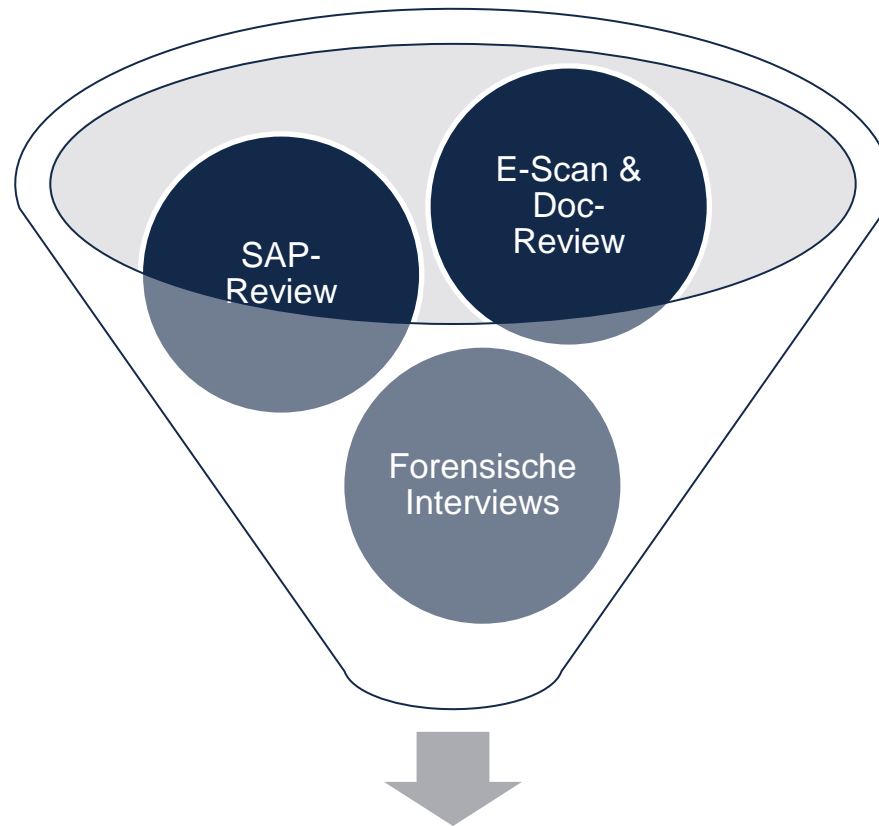 E-Scan &
Doc-
Review
SAP-
Review
Forensische
Interviews